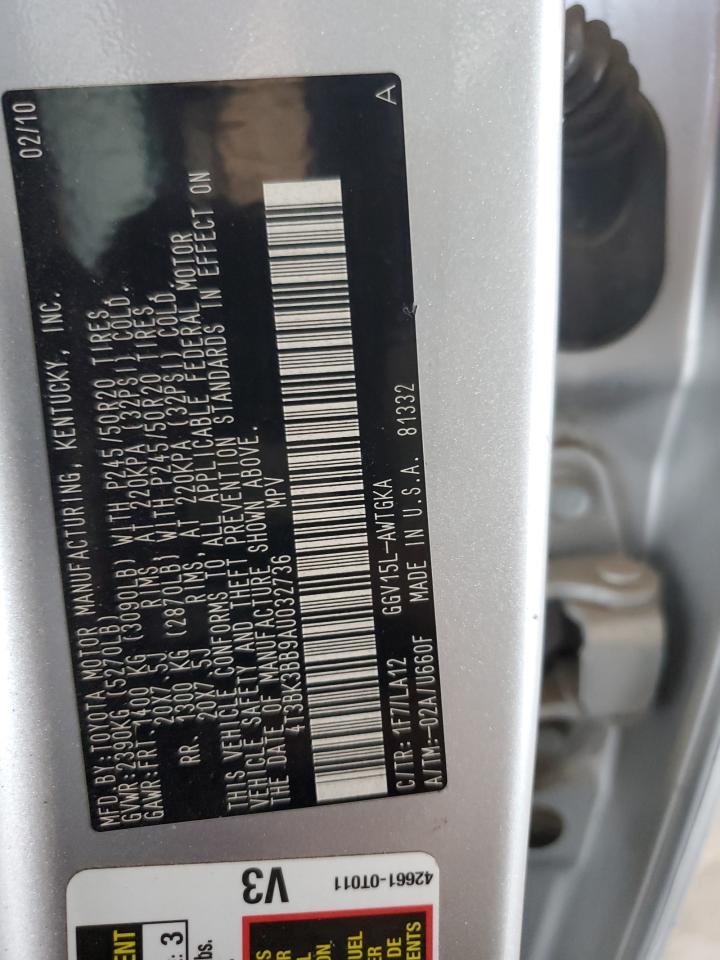 MFD.BY:TOYOTA MOTOR MANUFACTURING, KENTUCKY, INC. 02/10
GVWR:2390KG (5270LB)
GAWR:FRT. 1400 KG (3090LB) WITH P245/50R20 TIRES,
20X7 5J RIMS, AT 220KPA (32PSI) COLD.
RR. 1300 KG (2870LB) WITH P245/50R20 TIRES,
20X7 5J RIMS, AT 220KPA (32PSI) COLD.
THIS VEHICLE CONFORMS TO ALL APPLICABLE FEDERAL MOTOR
VEHICLE SAFETY AND THEFT PREVENTION STANDARDS IN EFFECT ON
THE DATE OF MANUFACTURE SHOWN ABOVE.
4T3BK3BB9AU032736 MPV
C/TR: 1F7/LA12 GGV15L-AWTGKA A
A/TM:-02A/U660F MADE IN U.S.A. 81332
V3
42661-0T011
3
lbs.